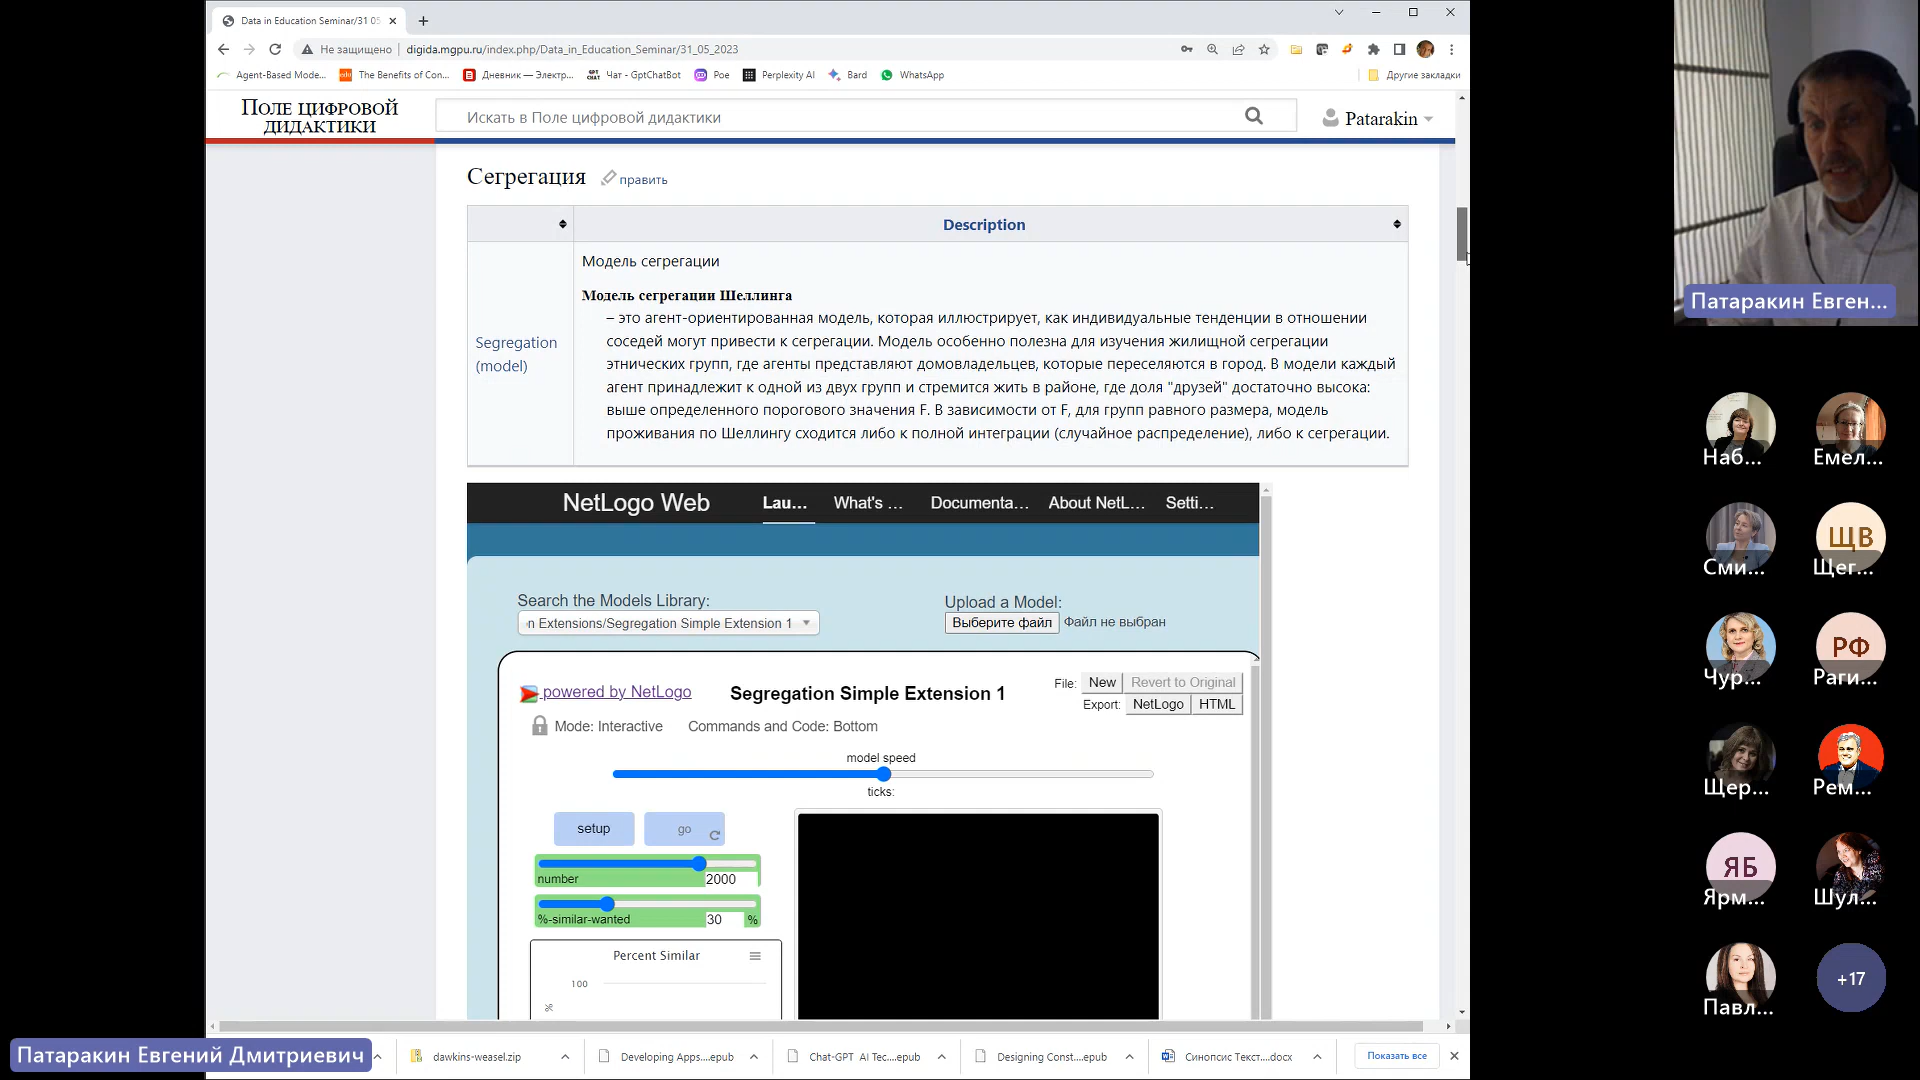 Data in Education Seminar/31 05
Не защищено
digida.mgpu.ru/index.php/Data_in_Education_Seminar/31_05_2023
Agent-Based Mode...
The Benefits of Con...
Дневник — Электр...
Чат - GptChatBot
Poe
Perplexity AI
Bard
WhatsApp
Другие закладки
Поле цифровой
дидактики
Искать в Поле цифровой дидактики
Patarakin
Сегрегация
править
Description
Segregation
(model)
Модель сегрегации
Модель сегрегации Шеллинга
– это агент-ориентированная модель, которая иллюстрирует, как индивидуальные тенденции в отношении
соседей могут привести к сегрегации. Модель особенно полезна для изучения жилищной сегрегации
этнических групп, где агенты представляют домовладельцев, которые переселяются в город. В модели каждый
агент принадлежит к одной из двух групп и стремится жить в районе, где доля "друзей" достаточно высока:
выше определенного порогового значения F. В зависимости от F, для групп равного размера, модель
проживания по Шеллингу сходится либо к полной интеграции (случайное распределение), либо к сегрегации.
NetLogo Web
Lau...
What's ...
Documenta...
About NetL...
Setti...
Search the Models Library:
n Extensions/Segregation Simple Extension 1
Upload a Model:
Выберите файл
Файл не выбран
powered by NetLogo
Segregation Simple Extension 1
File:
New
Revert to Original
Export:
NetLogo
HTML
Mode: Interactive
Commands and Code: Bottom
model speed
ticks:
setup
go
number
2000
%-similar-wanted
30
%
Percent Similar
100
%
dawkins-weasel.zip
Developing Apps....epub
Chat-GPT AI Tec....epub
Designing Const....epub
Синопсис Текст....docx
Показать все
Патаракин Евгений Дмитриевич
Патаракин Евген...
Наб...
Емел...
Сми...
ЩВ
Щег...
Чур...
РФ
Раги...
Щер...
Рем...
ЯБ
Ярм...
Шул...
Павл...
+17